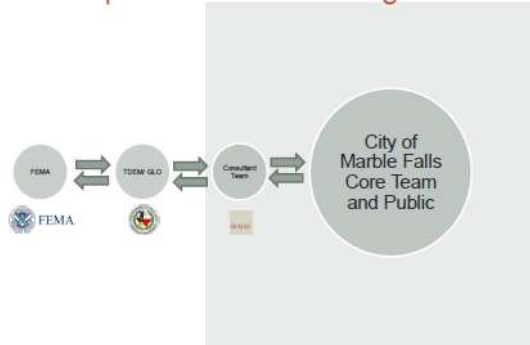 FEMA
TDEM/ GLO
Consultant
Team
City of
Marble Falls
Core Team
and Public
FEMA